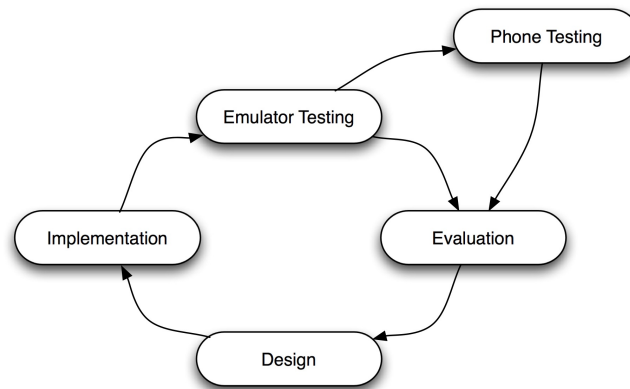 Phone Testing
Emulator Testing
Implementation
Evaluation
Design